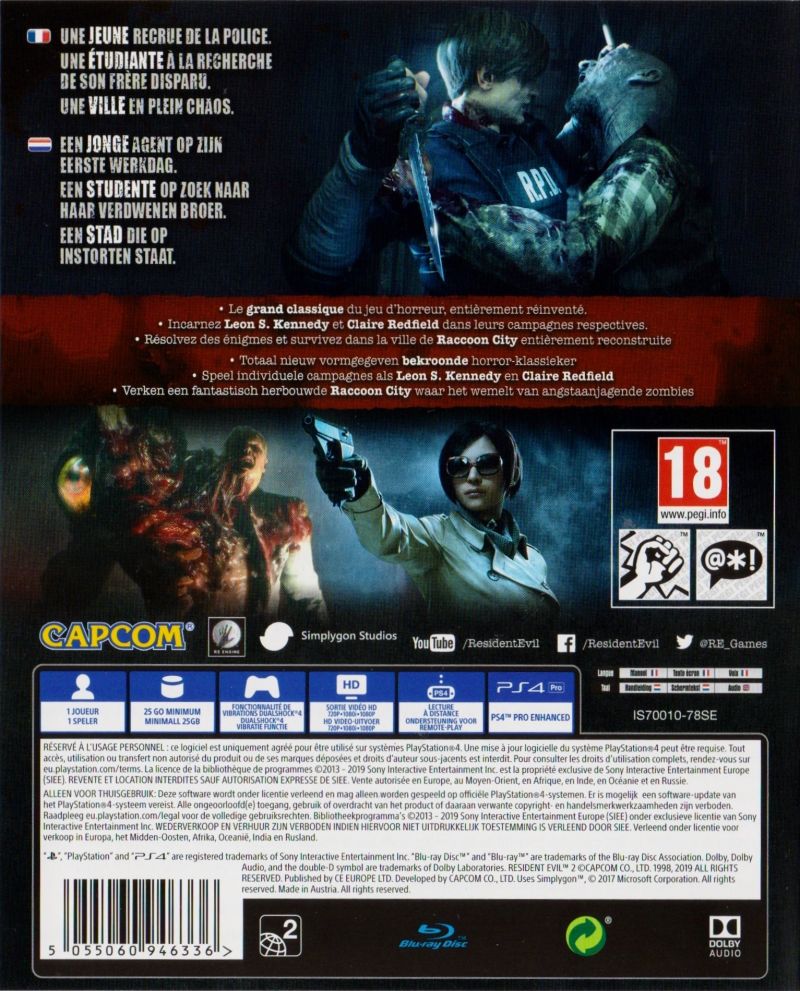 UNE JEUNE RECRUE DE LA POLICE.
UNE ÉTUDIANTE À LA RECHERCHE
DE SON FRÈRE DISPARU.
UNE VILLE EN PLEIN CHAOS.
EEN JONGE AGENT OP ZIJN
EERSTE WERKDAG.
EEN STUDENTE OP ZOEK NAAR
HAAR VERDWENEN BROER.
EEN STAD DIE OP
INSTORTEN STAAT.
R.P.D.
• Le grand classique du jeu d'horreur, entièrement réinventé.
• Incarnez Leon S. Kennedy et Claire Redfield dans leurs campagnes respectives.
• Résolvez des énigmes et survivez dans la ville de Raccoon City entièrement reconstruite
• Totaal nieuw vormgegeven bekroonde horror-klassieker
• Speel individuele campagnes als Leon S. Kennedy en Claire Redfield
• Verken een fantastisch herbouwde Raccoon City waar het wemelt van angstaanjagende zombies
18
www.pegi.info
TM
TM
@*!
CAPCOM®
RE ENGINE
Simplygon Studios
YouTube /ResidentEvil
/ResidentEvil
@RE_Games
1 JOUEUR
1 SPELER
25 GO MINIMUM
MINIMAAL 25GB
FONCTIONNALITÉ DE
VIBRATIONS DUALSHOCK®4
DUALSHOCK®4
VIBRATIE FUNCTIE
HD
SORTIE VIDÉO HD
720P•1080i•1080P
HD VIDEO-UITVOER
720P•1080i•1080P
PS4
LECTURE
À DISTANCE
ONDERSTEUNING VOOR
REMOTE-PLAY
PS4 Pro
PS4™ PRO ENHANCED
Langue Manuel Texte écran Voix
Taal Handleiding Schermtekst Audio
IS70010-78SE
RÉSERVÉ À L'USAGE PERSONNEL : ce logiciel est uniquement agréé pour être utilisé sur systèmes PlayStation®4. Une mise à jour logicielle du système PlayStation®4 peut être requise. Tout
accès, utilisation ou transfert non autorisé du produit ou de ses marques déposées et droits d'auteur sous-jacents est interdit. Pour consulter les droits d'utilisation complets, rendez-vous sur
eu.playstation.com/terms. La licence de la bibliothèque de programmes ©2013 - 2019 Sony Interactive Entertainment Inc. est la propriété exclusive de Sony Interactive Entertainment Europe
(SIEE). REVENTE ET LOCATION INTERDITES SAUF AUTORISATION EXPRESSE DE SIEE. Vente autorisée en Europe, au Moyen-Orient, en Afrique, en Inde, en Océanie et en Russie.
ALLEEN VOOR THUISGEBRUIK: Deze software wordt onder licentie verleend en mag alleen worden gespeeld op officiële PlayStation®4-systemen. Er is mogelijk een software-update van
het PlayStation®4-systeem vereist. Alle ongeoorloofd(e) toegang, gebruik of overdracht van het product of daaraan verwante copyright- en handelsmerkwerkzaamheden zijn verboden.
Raadpleeg eu.playstation.com/legal voor de volledige gebruiksrechten. Bibliotheekprogramma's ©2013 - 2019 Sony Interactive Entertainment Europe (SIEE) onder exclusieve licentie van Sony
Interactive Entertainment Inc. WEDERVERKOOP EN VERHUUR ZIJN VERBODEN INDIEN HIERVOOR NIET UITDRUKKELIJK TOESTEMMING IS VERLEEND DOOR SIEE. Verleend onder licentie voor
verkoop in Europa, het Midden-Oosten, Afrika, Oceanië, India en Rusland.
" ", "PlayStation" and "PS4" are registered trademarks of Sony Interactive Entertainment Inc. "Blu-ray Disc™" and "Blu-ray™" are trademarks of the Blu-ray Disc Association. Dolby, Dolby
Audio, and the double-D symbol are trademarks of Dolby Laboratories. RESIDENT EVIL™ 2 ©CAPCOM CO., LTD. 1998, 2019 ALL RIGHTS
RESERVED. Published by CE EUROPE LTD. Developed by CAPCOM CO., LTD. Uses Simplygon™, © 2017 Microsoft Corporation. All rights reserved.
Made in Austria. All rights reserved.
5 055060 946336 >
2
Blu-ray Disc™
®
DOLBY
AUDIO